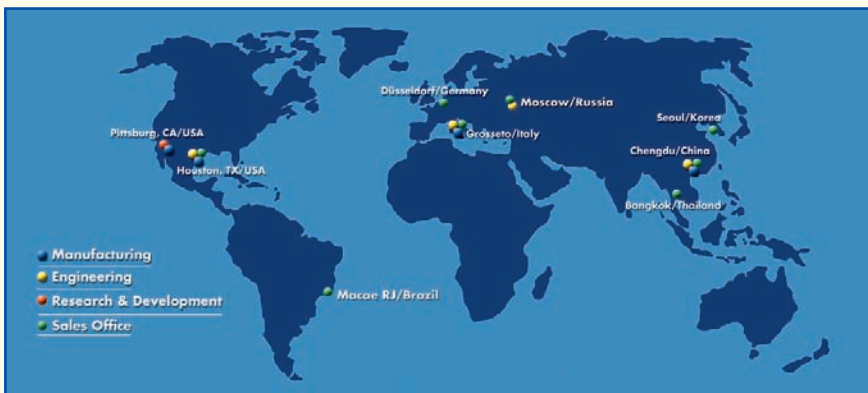 Düsseldorf/Germany
Moscow/Russia
Pittsburg, CA/USA
Seoul/Korea
Grosseto/Italy
Chengdu/China
Houston, TX/USA
Bangkok/Thailand
Manufacturing
Engineering
Research & Development
Sales Office
Macae RJ/Brazil